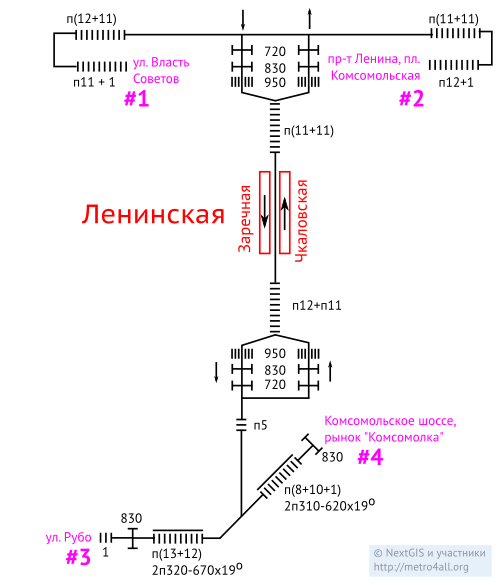 п(12+11)
п(11+11)
ул. Власть
Советов
п11 + 1
#1
720
830
950
пр-т Ленина, пл.
Комсомольская
п12+1
#2
п(11+11)
Ленинская
Заречная
Чкаловская
п12+п11
950
830
720
п5
Комсомольское шоссе,
рынок "Комсомолка"
830
#4
п(8+10+1)
2п310-620х19⁰
830
ул. Рубо
1
#3
п(13+12)
2п320-670х19⁰
© NextGIS и участники
http://metro4all.org